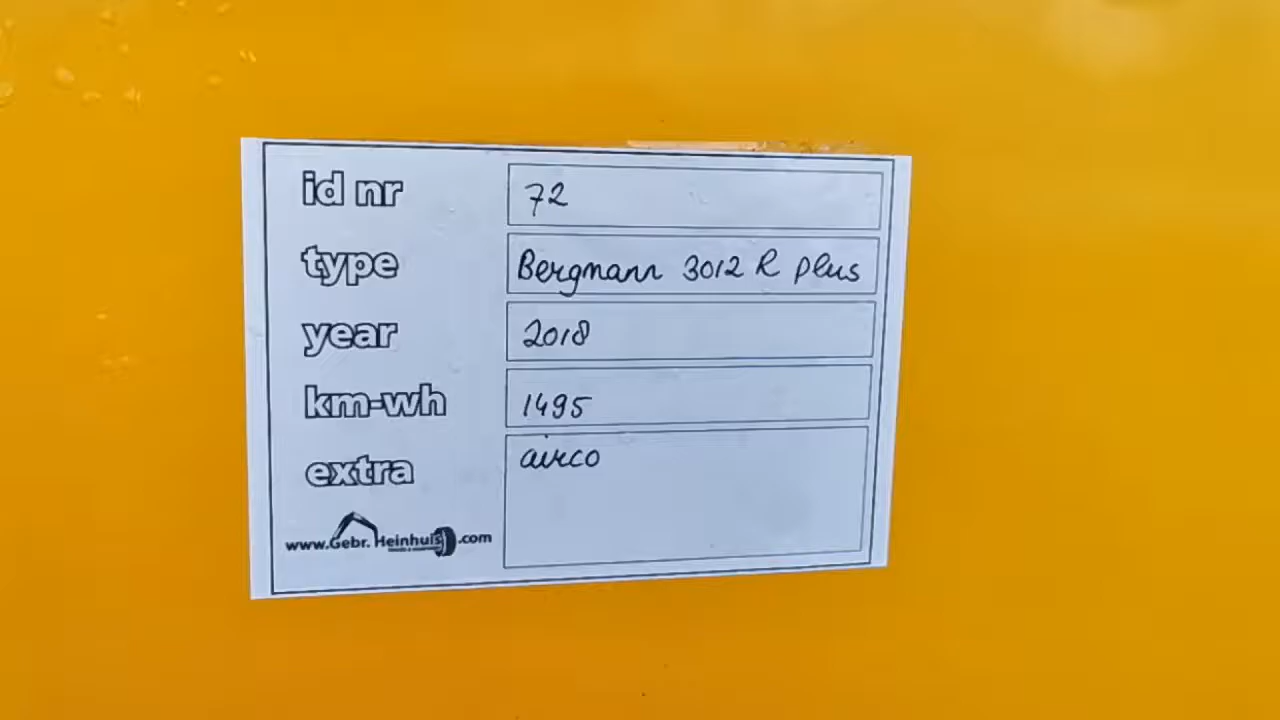 id nr 72
type Bergmann 3012 R plus
year 2018
km-wh 1495
extra airco
www.Gebr.Heinhuis.com